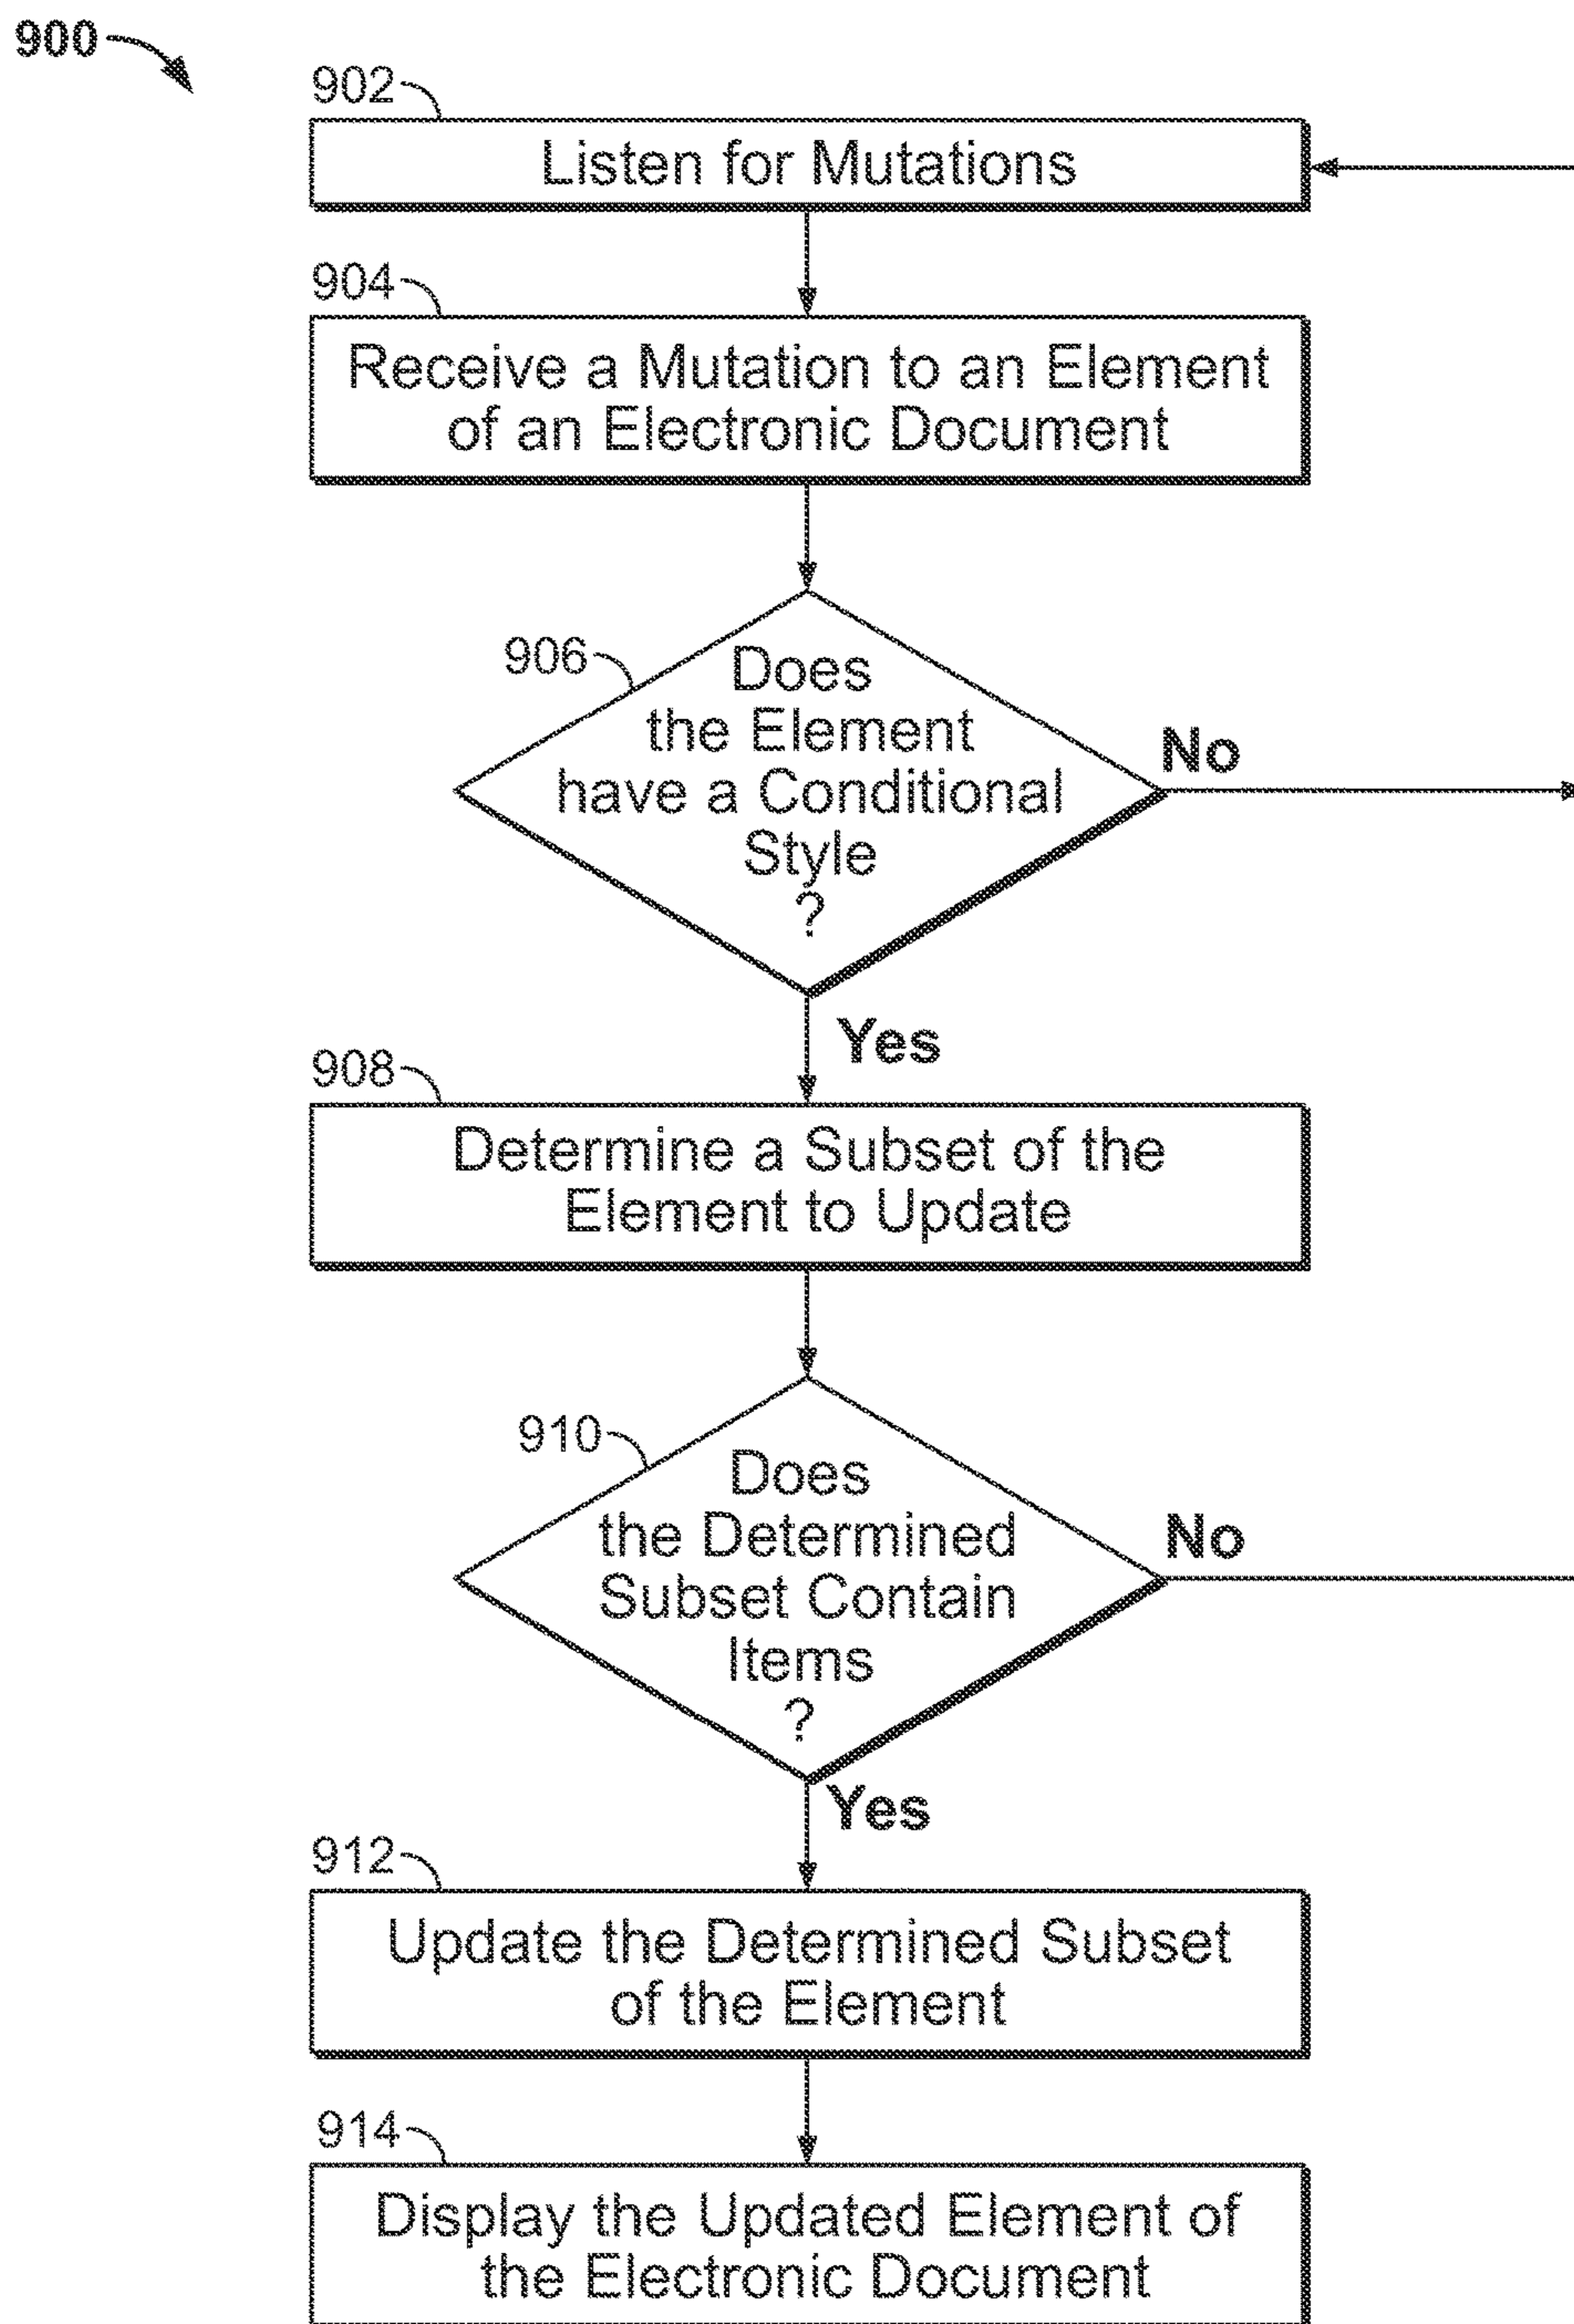 900
902
Listen for Mutations
904
Receive a Mutation to an Element
of an Electronic Document
906
Does
the Element
have a Conditional
Style
?
No
Yes
908
Determine a Subset of the
Element to Update
910
Does
the Determined
Subset Contain
Items
?
No
Yes
912
Update the Determined Subset
of the Element
914
Display the Updated Element of
the Electronic Document